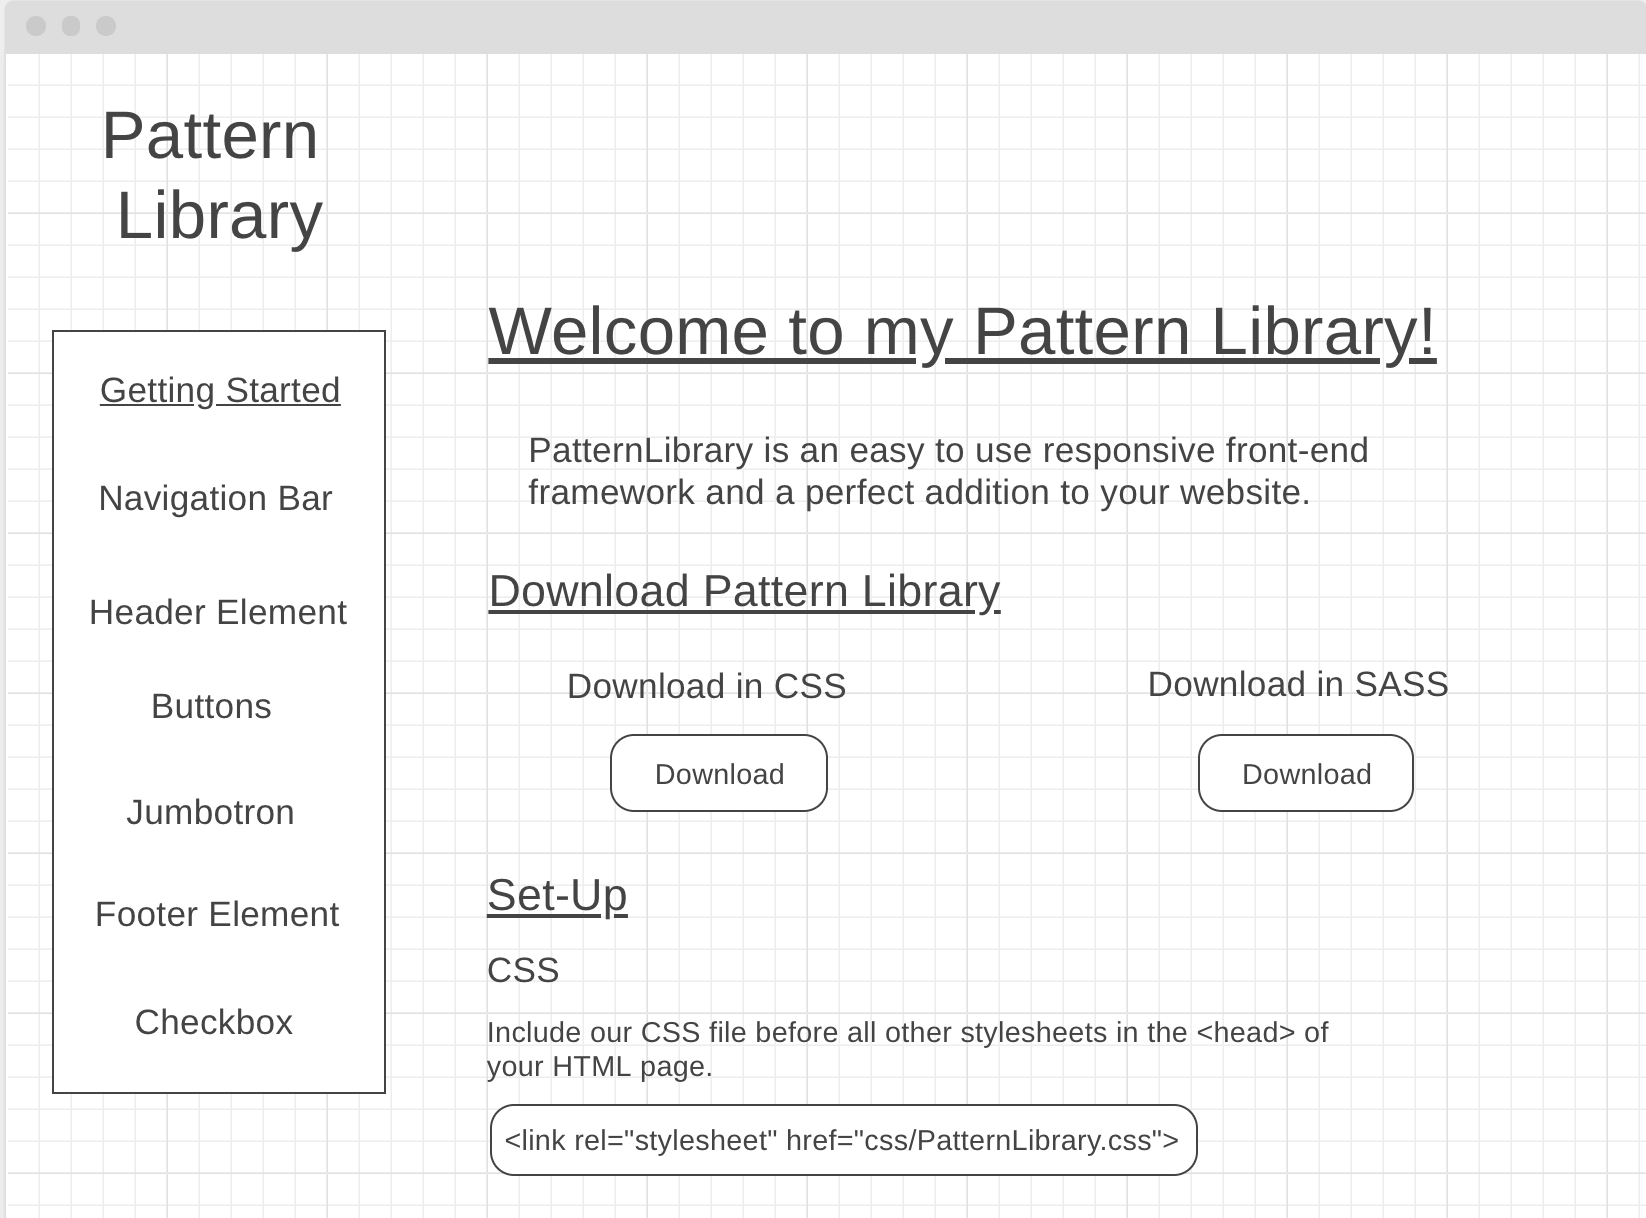 Pattern
Library
Getting Started
Navigation Bar
Header Element
Buttons
Jumbotron
Footer Element
Checkbox
Welcome to my Pattern Library!
PatternLibrary is an easy to use responsive front-end
framework and a perfect addition to your website.
Download Pattern Library
Download in CSS
Download
Download in SASS
Download
Set-Up
CSS
Include our CSS file before all other stylesheets in the <head> of
your HTML page.
<link rel="stylesheet" href="css/PatternLibrary.css">